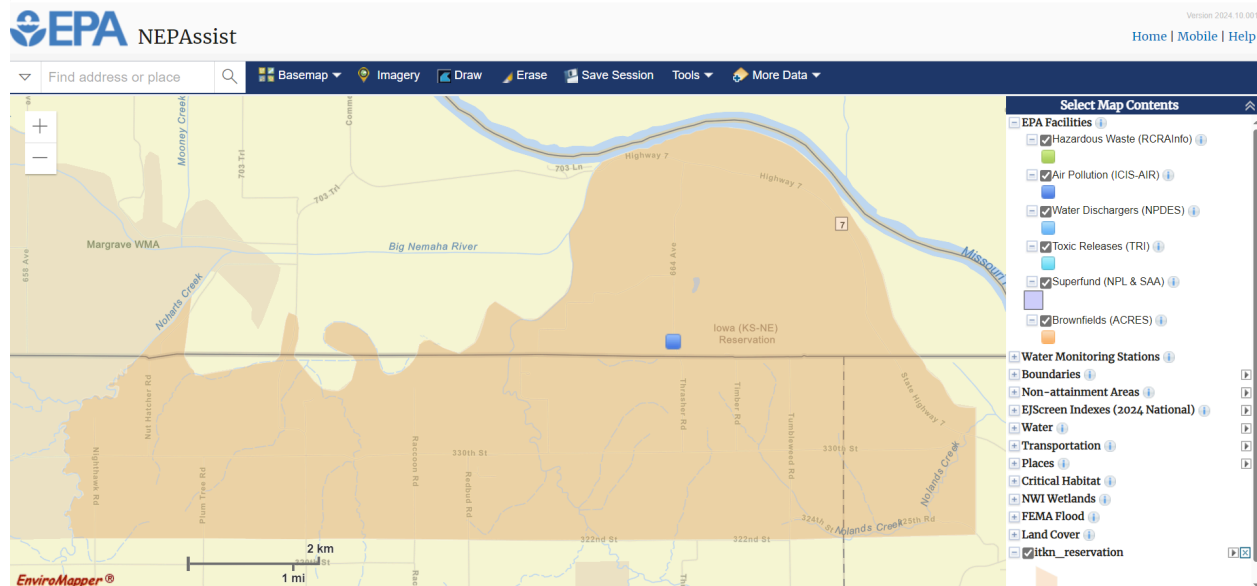 Version 2024.10.001
EPA NEPAssist
Home | Mobile | Help
Find address or place
Basemap
Imagery
Draw
Erase
Save Session
Tools
More Data
Select Map Contents
EPA Facilities
Hazardous Waste (RCRAInfo)
Air Pollution (ICIS-AIR)
Water Dischargers (NPDES)
Toxic Releases (TRI)
Superfund (NPL & SAA)
Brownfields (ACRES)
Water Monitoring Stations
Boundaries
Non-attainment Areas
EJScreen Indexes (2024 National)
Water
Transportation
Places
Critical Habitat
NWI Wetlands
FEMA Flood
Land Cover
itkn_reservation
Mooney Creek
703 Trl
703 Trl
703 Ln
Highway 7
Highway 7
7
Margrave WMA
Big Nemaha River
658 Ave
664 Ave
Missouri
Noharts Creek
Iowa (KS-NE)
Reservation
Nut Hatcher Rd
Thrasher Rd
Timber Rd
Tumbleweed Rd
State Highway 7
Nighthawk Rd
Plum Tree Rd
Raccoon Rd
Redbud Rd
330th St
330th St
Nolands Creek
324th St
Nolands Creek
325th Rd
322nd St
322nd St
2 km
1 mi
EnviroMapper ®